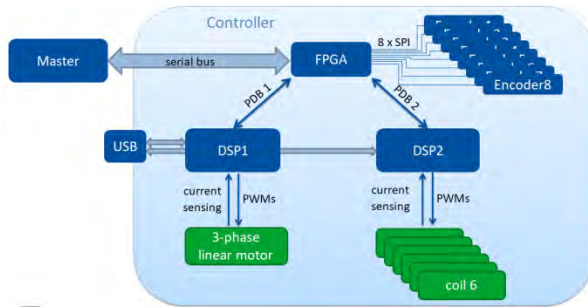 Controller
8 x SPI
Master
serial bus
FPGA
Encoder8
PDB 1
PDB 2
USB
DSP1
DSP2
current
sensing
PWMs
current
sensing
PWMs
3-phase
linear motor
coil 6